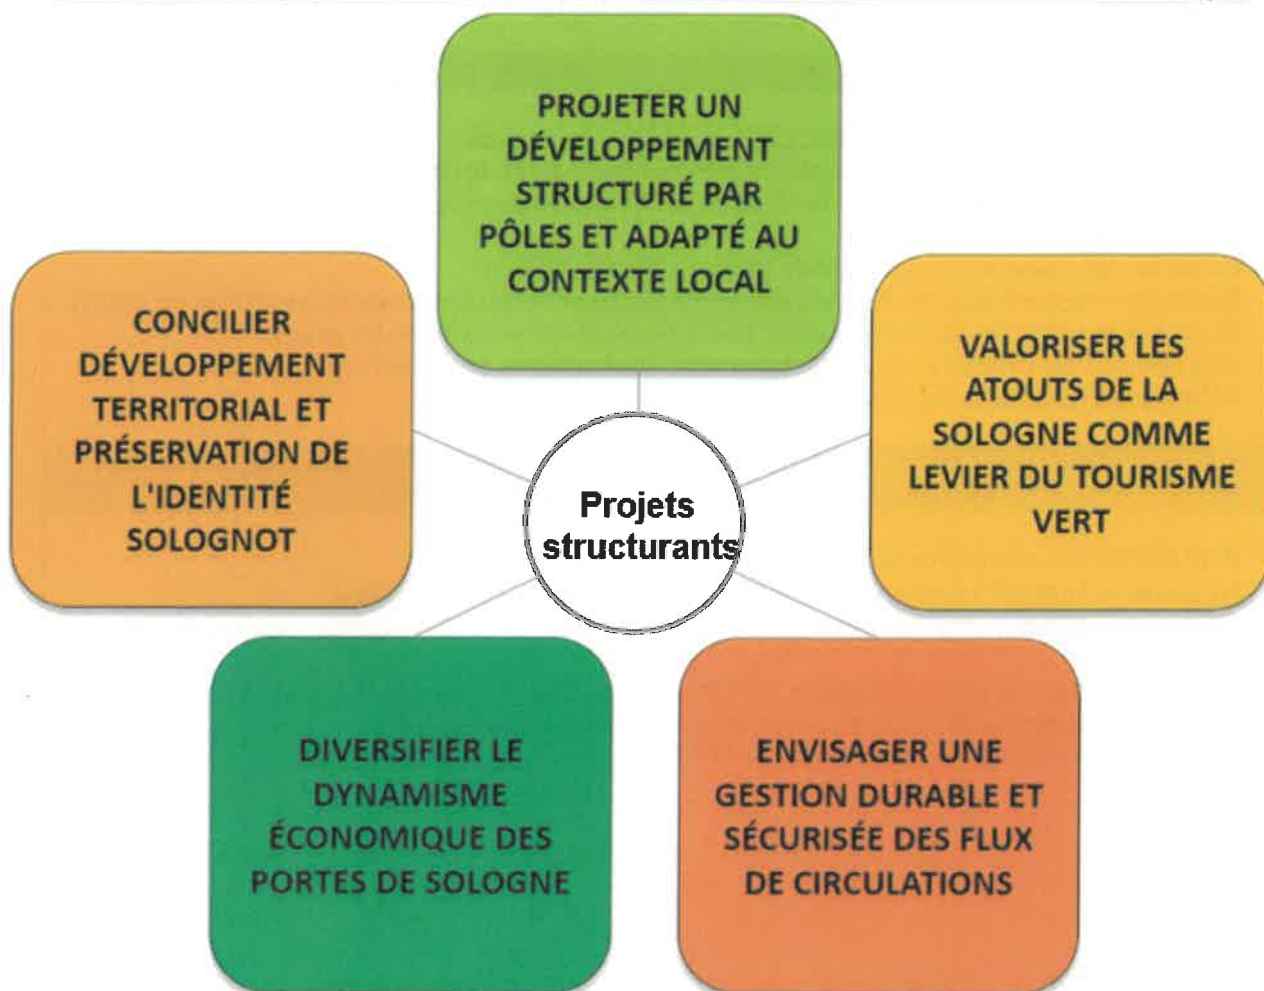 PROJETER UN
DÉVELOPPEMENT
STRUCTURÉ PAR
PÔLES ET ADAPTÉ AU
CONTEXTE LOCAL
CONCILIER
DÉVELOPPEMENT
TERRITORIAL ET
PRÉSERVATION DE
L'IDENTITÉ
SOLOGNOT
VALORISER LES
ATOUTS DE LA
SOLOGNE COMME
LEVIER DU TOURISME
VERT
Projets
structurants
DIVERSIFIER LE
DYNAMISME
ÉCONOMIQUE DES
PORTES DE SOLOGNE
ENVISAGER UNE
GESTION DURABLE ET
SÉCURISÉE DES FLUX
DE CIRCULATIONS